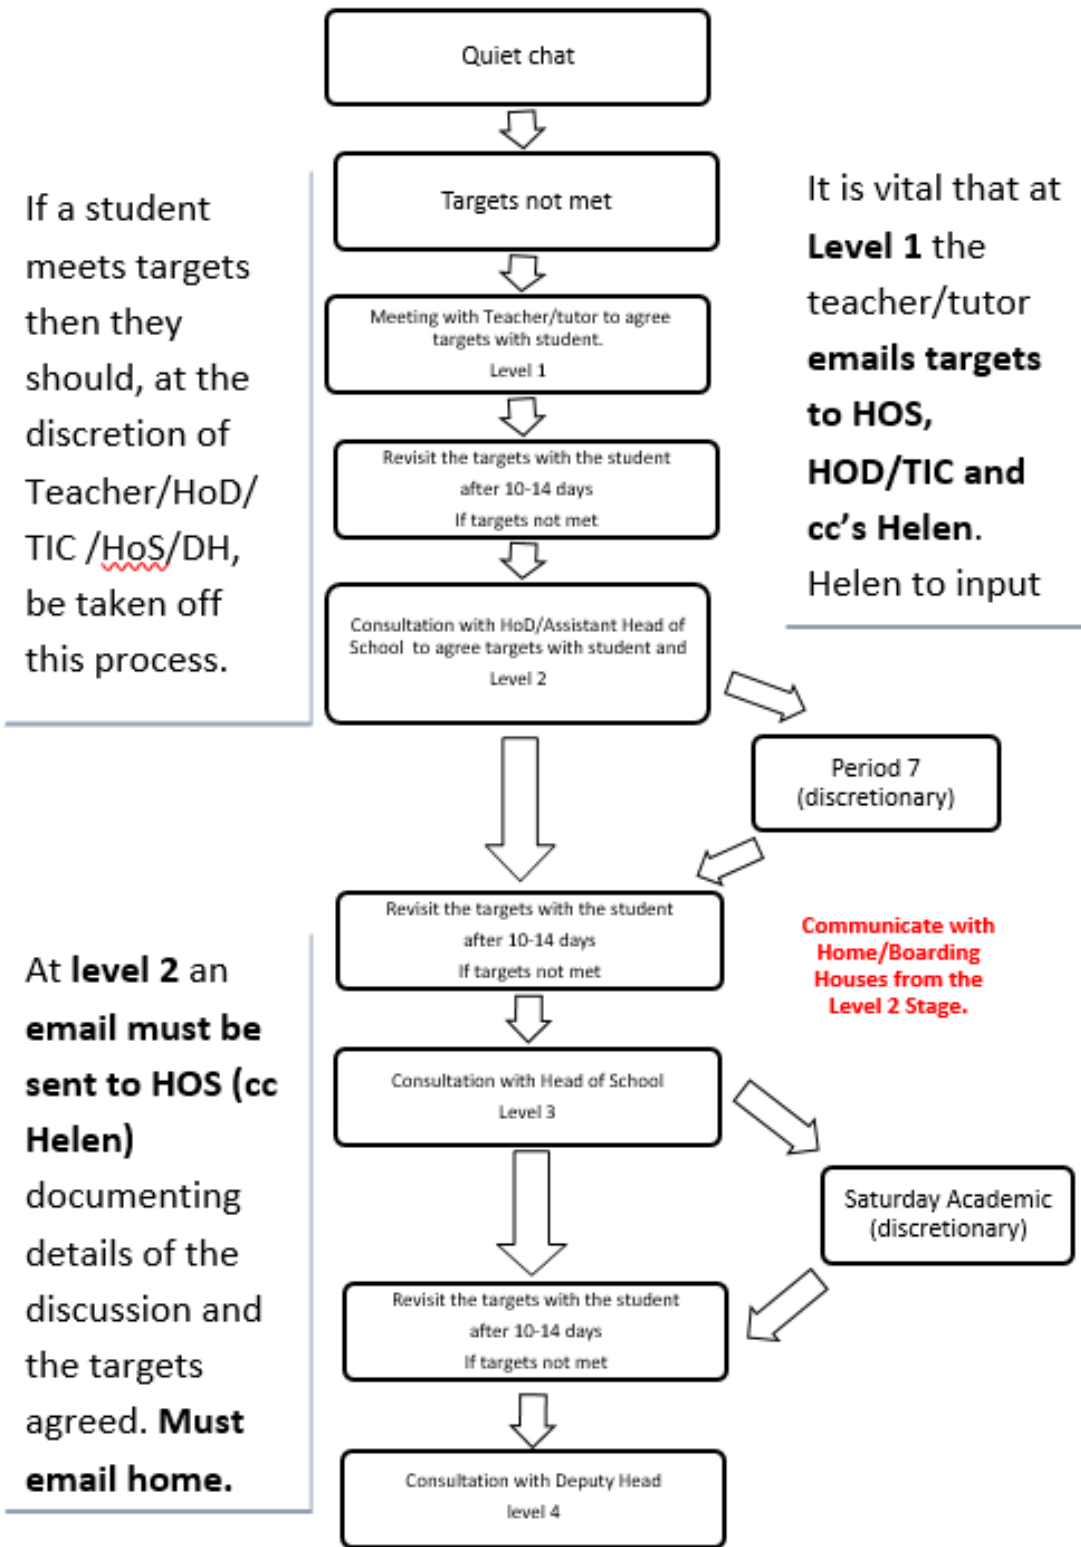 Quiet chat
Targets not met
If a student
meets targets
then they
should, at the
discretion of
Teacher/HoD/
TIC /HoS/DH,
be taken off
this process.
It is vital that at
Level 1 the
teacher/tutor
emails targets
to HOS,
HOD/TIC and
cc’s Helen.
Helen to input
Meeting with Teacher/tutor to agree
targets with student.
Level 1
Revisit the targets with the student
after 10-14 days
If targets not met
Consultation with HoD/Assistant Head of
School to agree targets with student and
Level 2
Period 7
(discretionary)
Revisit the targets with the student
after 10-14 days
If targets not met
Communicate with
Home/Boarding
Houses from the
Level 2 Stage.
At level 2 an
email must be
sent to HOS (cc
Helen)
documenting
details of the
discussion and
the targets
agreed. Must
email home.
Consultation with Head of School
Level 3
Saturday Academic
(discretionary)
Revisit the targets with the student
after 10-14 days
If targets not met
Consultation with Deputy Head
level 4